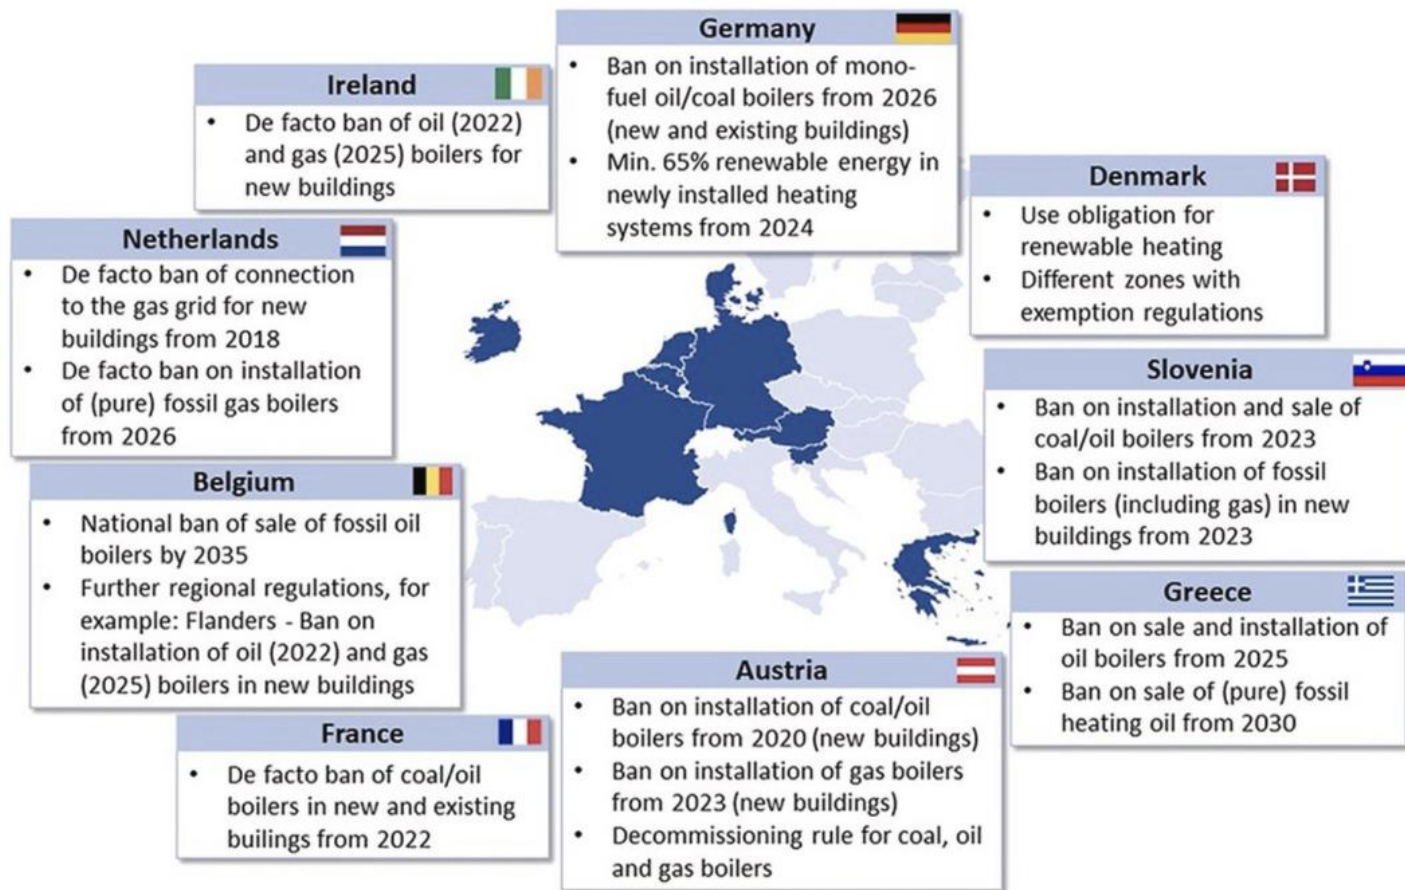 Germany
• Ban on installation of mono-
fuel oil/coal boilers from 2026
(new and existing buildings)
• Min. 65% renewable energy in
newly installed heating
systems from 2024
Ireland
• De facto ban of oil (2022)
and gas (2025) boilers for
new buildings
Denmark
• Use obligation for
renewable heating
• Different zones with
exemption regulations
Netherlands
• De facto ban of connection
to the gas grid for new
buildings from 2018
• De facto ban on installation
of (pure) fossil gas boilers
from 2026
Slovenia
• Ban on installation and sale of
coal/oil boilers from 2023
• Ban on installation of fossil
boilers (including gas) in new
buildings from 2023
Belgium
• National ban of sale of fossil oil
boilers by 2035
• Further regional regulations, for
example: Flanders - Ban on
installation of oil (2022) and gas
(2025) boilers in new buildings
Greece
• Ban on sale and installation of
oil boilers from 2025
• Ban on sale of (pure) fossil
heating oil from 2030
Austria
• Ban on installation of coal/oil
boilers from 2020 (new buildings)
• Ban on installation of gas boilers
from 2023 (new buildings)
• Decommissioning rule for coal, oil
and gas boilers
France
• De facto ban of coal/oil
boilers in new and existing
builings from 2022